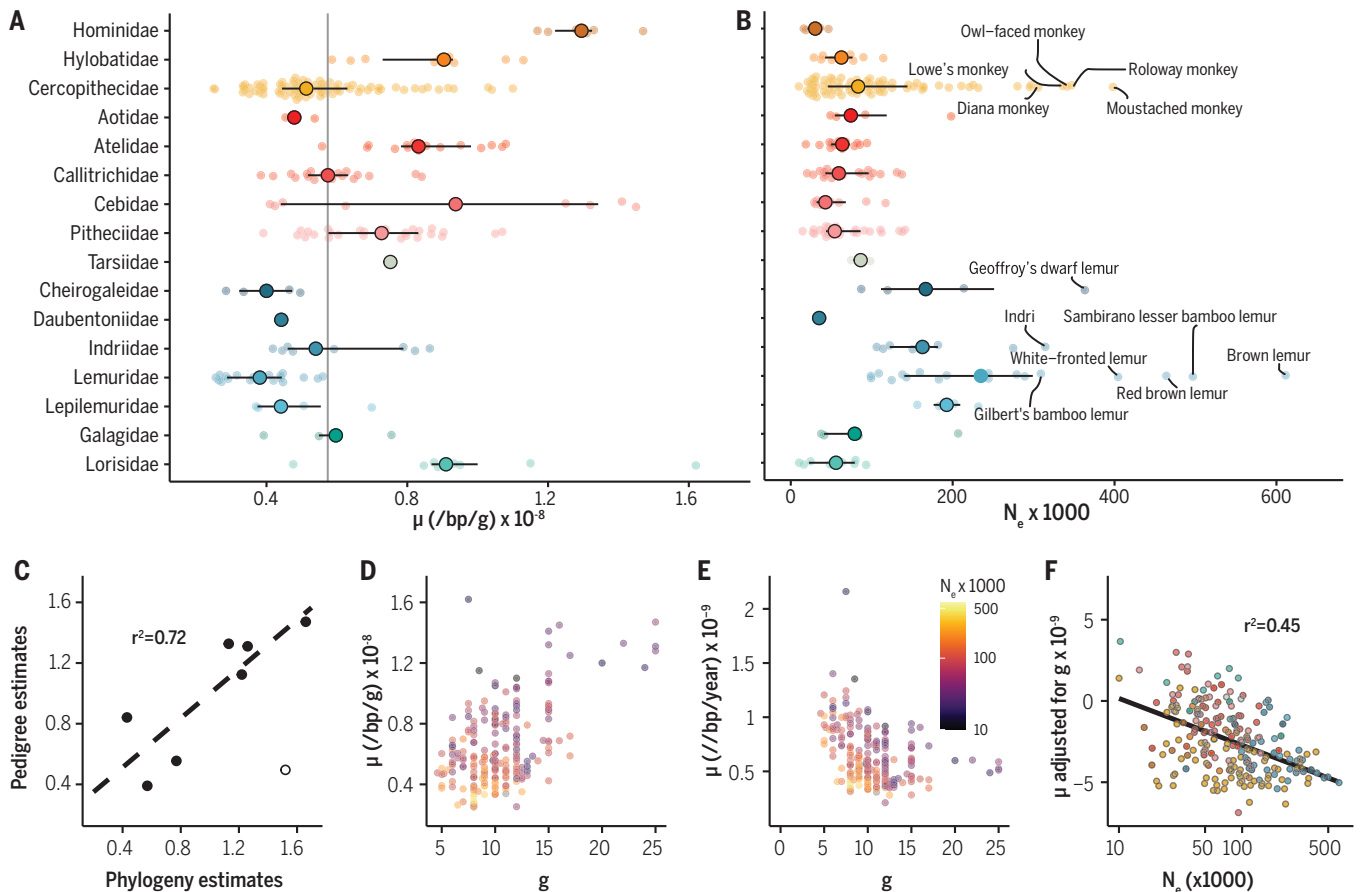 A
Hominidae
Hylobatidae
Cercopithecidae
Aotidae
Atelidae
Callitrichidae
Cebidae
Pitheciidae
Tarsiidae
Cheirogaleidae
Daubentoniidae
Indriidae
Lemuridae
Lepilemuridae
Galagidae
Lorisidae
0.4 0.8 1.2 1.6
μ (/bp/g) x 10-8
B
Owl–faced monkey
Lowe's monkey
Roloway monkey
Diana monkey
Moustached monkey
Geoffroy's dwarf lemur
Indri
Sambirano lesser bamboo lemur
White–fronted lemur
Brown lemur
Red brown lemur
Gilbert's bamboo lemur
0 200 400 600
Ne x 1000
C
Pedigree estimates
1.6
1.2
0.8
0.4
r2=0.72
0.4 0.8 1.2 1.6
Phylogeny estimates
D
μ (/bp/g) x 10-8
1.6
1.2
0.8
0.4
5 10 15 20 25
g
E
μ (//bp/year) x 10-9
2
1.5
1
0.5
Ne x 1000
500
100
10
0 5 10 15 20 25
g
F
μ adjusted for g x 10-9
5
0
–5
r2=0.45
10 50 100 500
Ne (x1000)